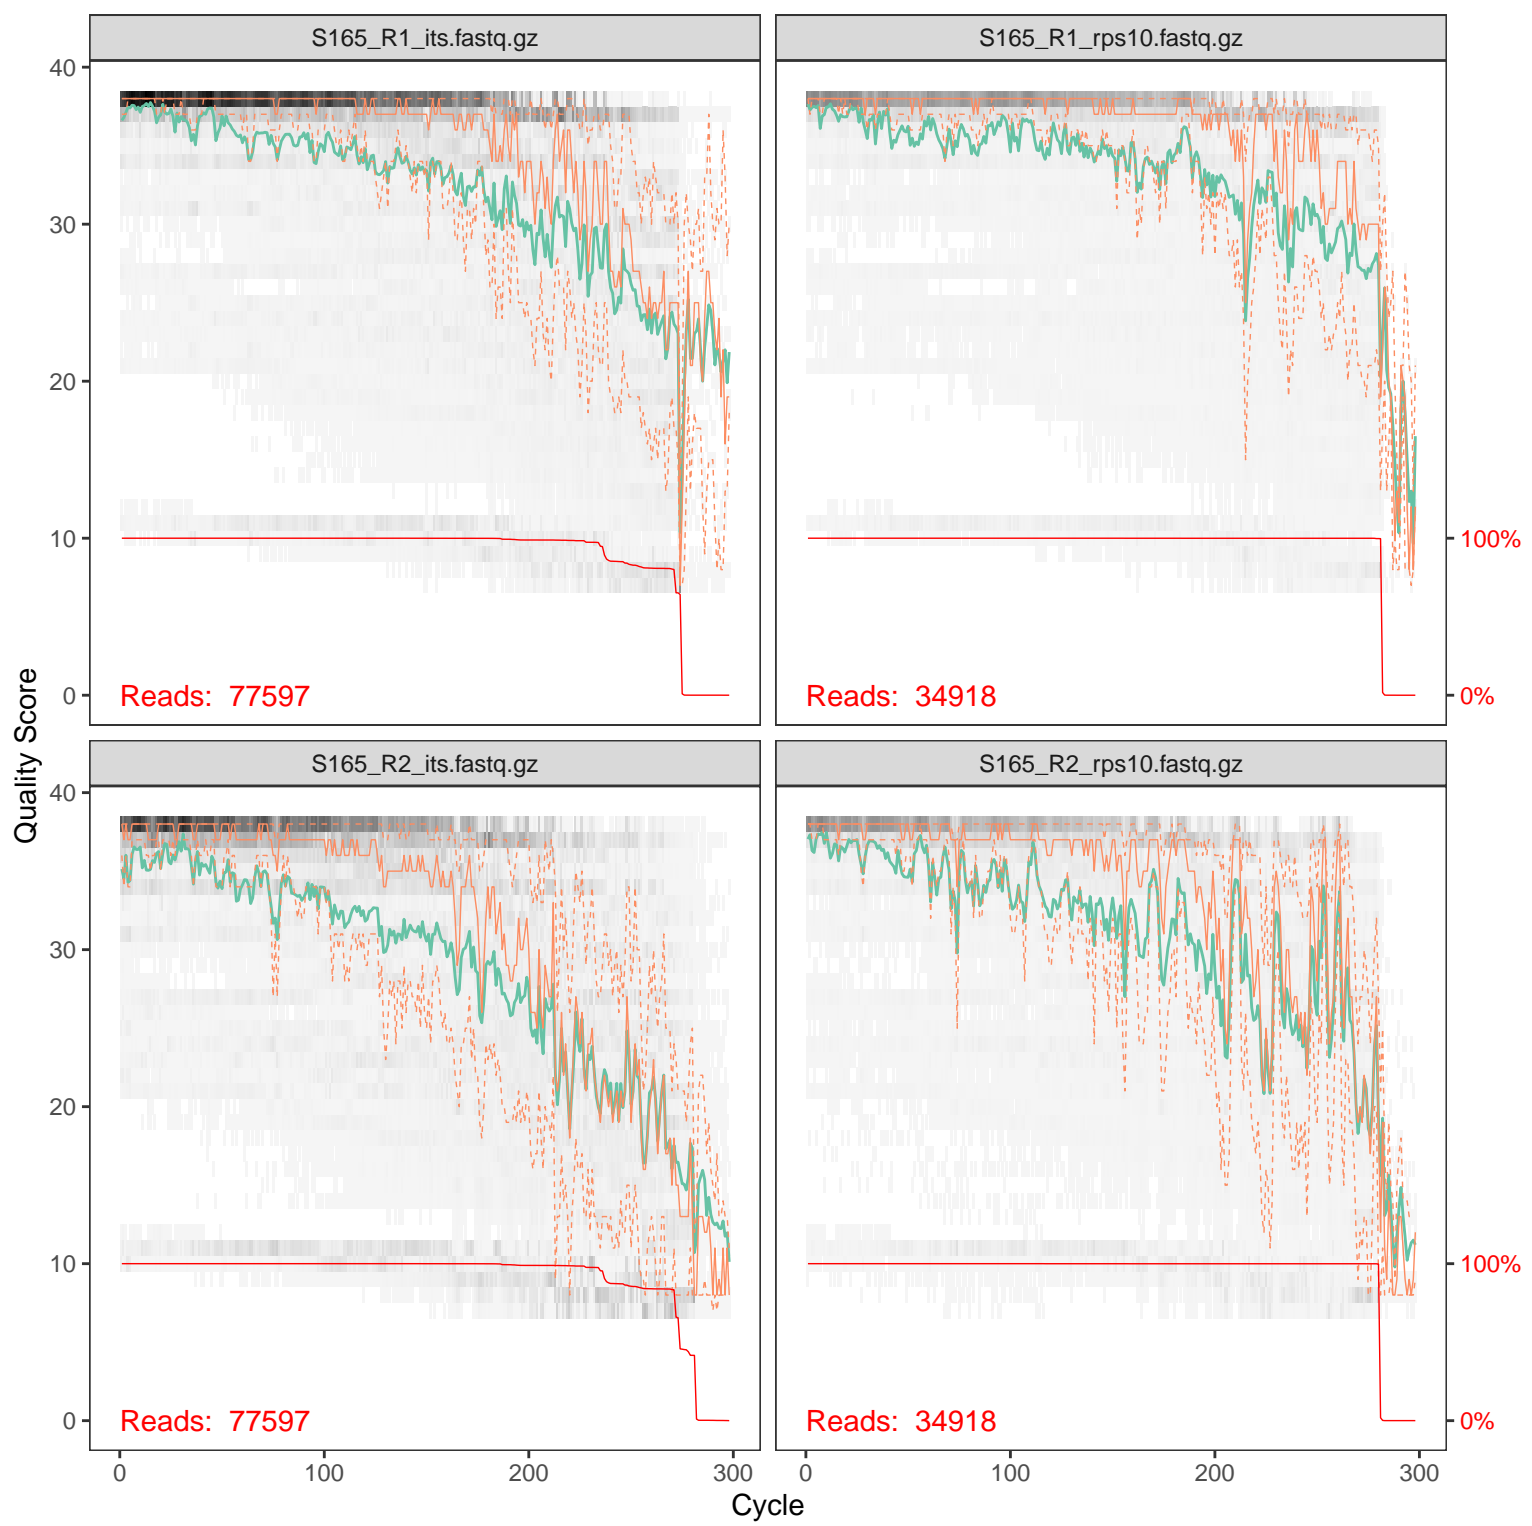 S165_R1_its.fastq.gz
S165_R1_rps10.fastq.gz
40
30
20
10
0
Reads: 77597
Reads: 34918
100%
0%
Quality Score
S165_R2_its.fastq.gz
S165_R2_rps10.fastq.gz
40
30
20
10
0
Reads: 77597
Reads: 34918
100%
0%
0 100 200 300
0 100 200 300
Cycle